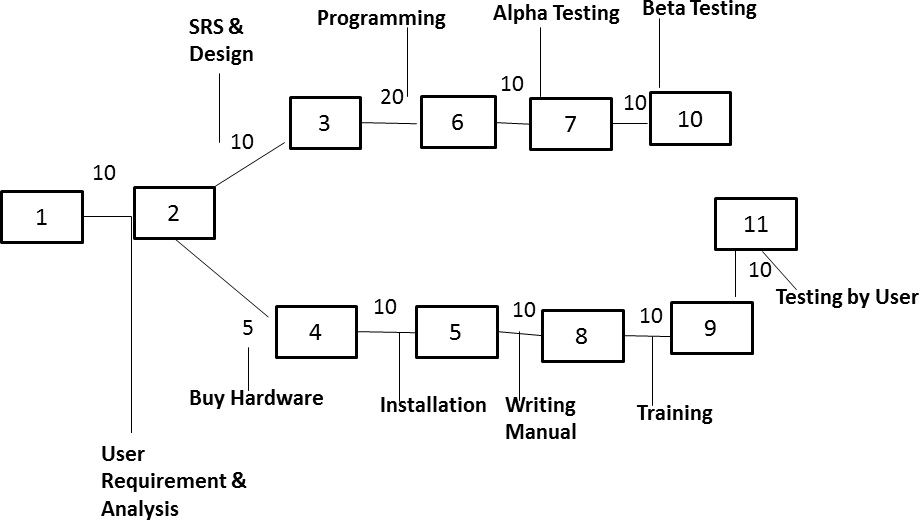 SRS &
Design
Programming
Alpha Testing
Beta Testing
10
10
20
10
10
1
2
3
6
7
10
11
10
Testing by User
5
10
10
10
4
5
8
9
Buy Hardware
Installation
Writing
Manual
Training
User
Requirement &
Analysis